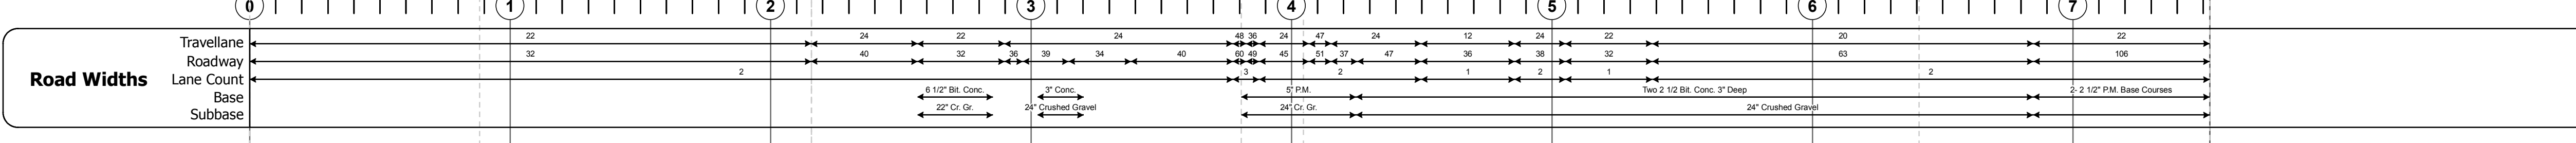 0 1 2 3 4 5 6 7
Travellane 22 24 22 24 48 36 24 47 24 12 24 22 20 22
Roadway 32 40 32 36 39 34 40 60 49 45 51 37 47 36 38 32 63 106
Road Widths
Lane Count 2 3 2 1 2 1 2
Base 6 1/2" Bit. Conc. 3" Conc. 5" P.M. Two 2 1/2 Bit. Conc. 3" Deep 2- 2 1/2" P.M. Base Courses
Subbase 22" Cr. Gr. 24" Crushed Gravel 24" Cr. Gr. 24" Crushed Gravel